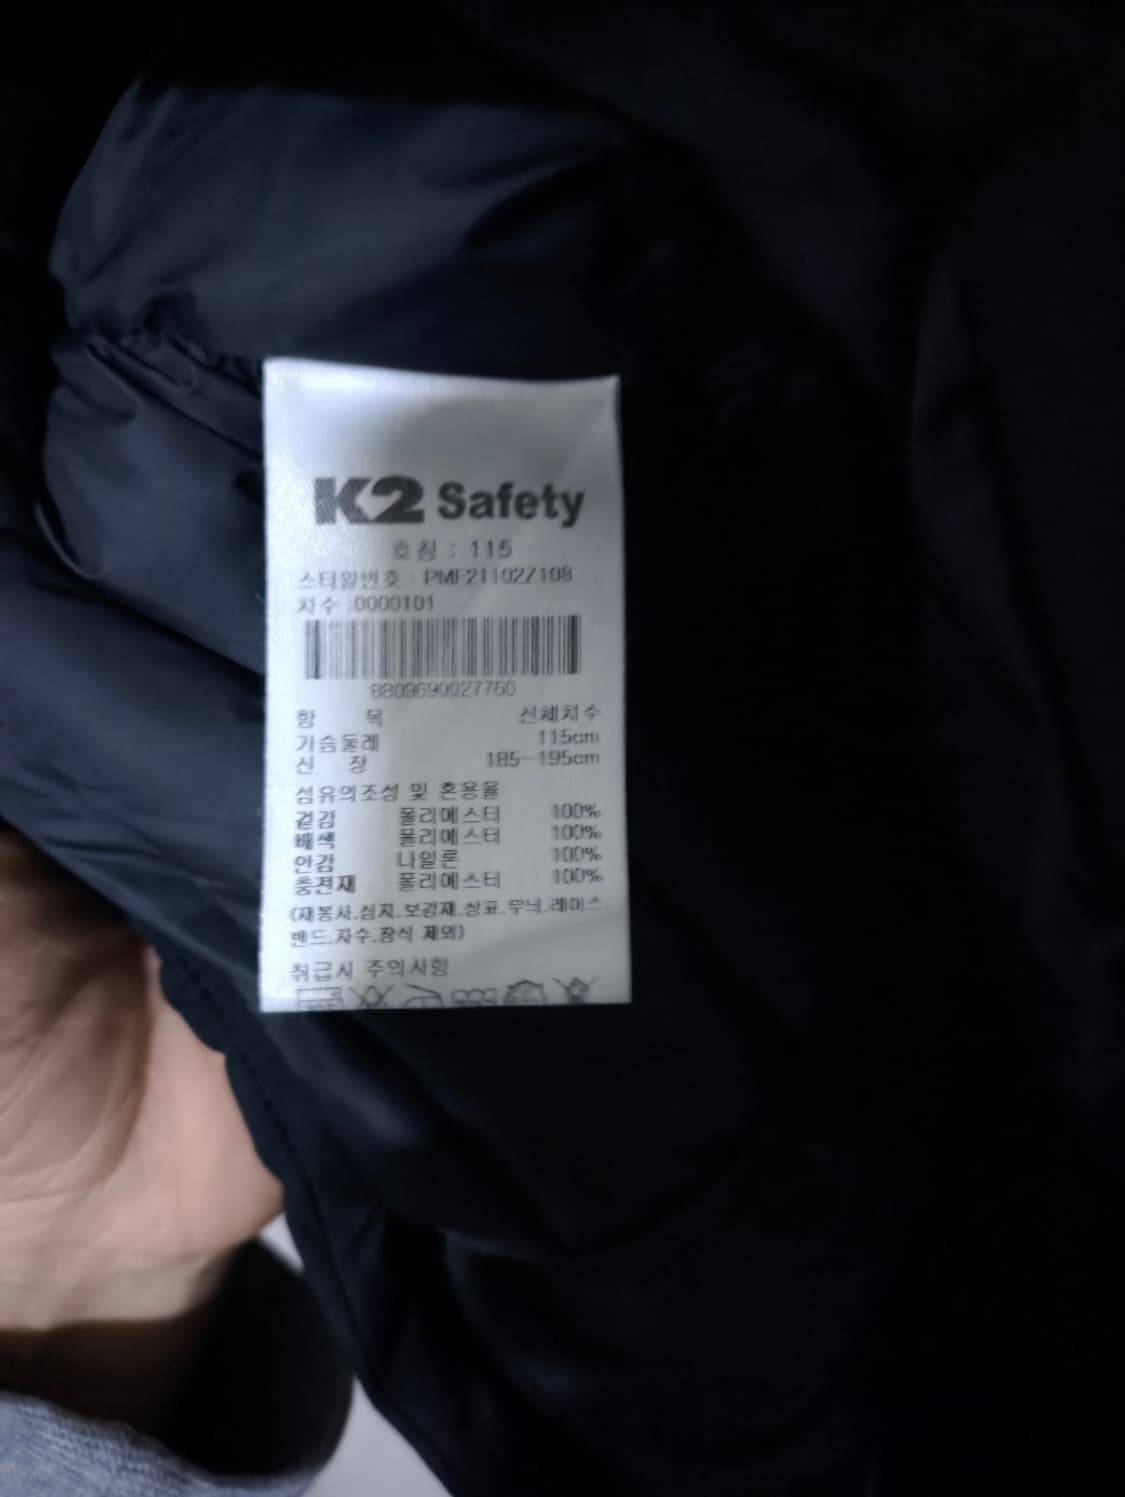 K2 Safety
호칭 : 115
스타일번호 : PMF21102Z108
차수 :0000101
8809690027760
항 목 신체치수
가슴둘레 115cm
신 장 185~195cm
섬유의조성 및 혼용율
겉감 폴리에스터 100%
배색 폴리에스터 100%
안감 나일론 100%
충전재 폴리에스터 100%
(재봉사.심지.보강재.상표.무늬.레이스.
밴드.자수.장식 제외)
취급시 주의사항